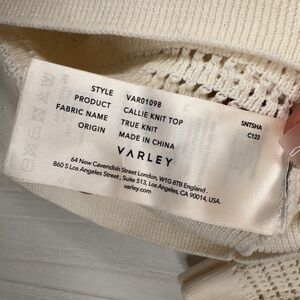 STYLE VAR01098
PRODUCT CALLIE KNIT TOP SNTSHA
FABRIC NAME TRUE KNIT C123
ORIGIN MADE IN CHINA
VARLEY
64 New Cavendish Street London, W1G 8TB England.
860 S Los Angeles Street, Suite 513, Los Angeles, CA 90014, USA.
varley.com